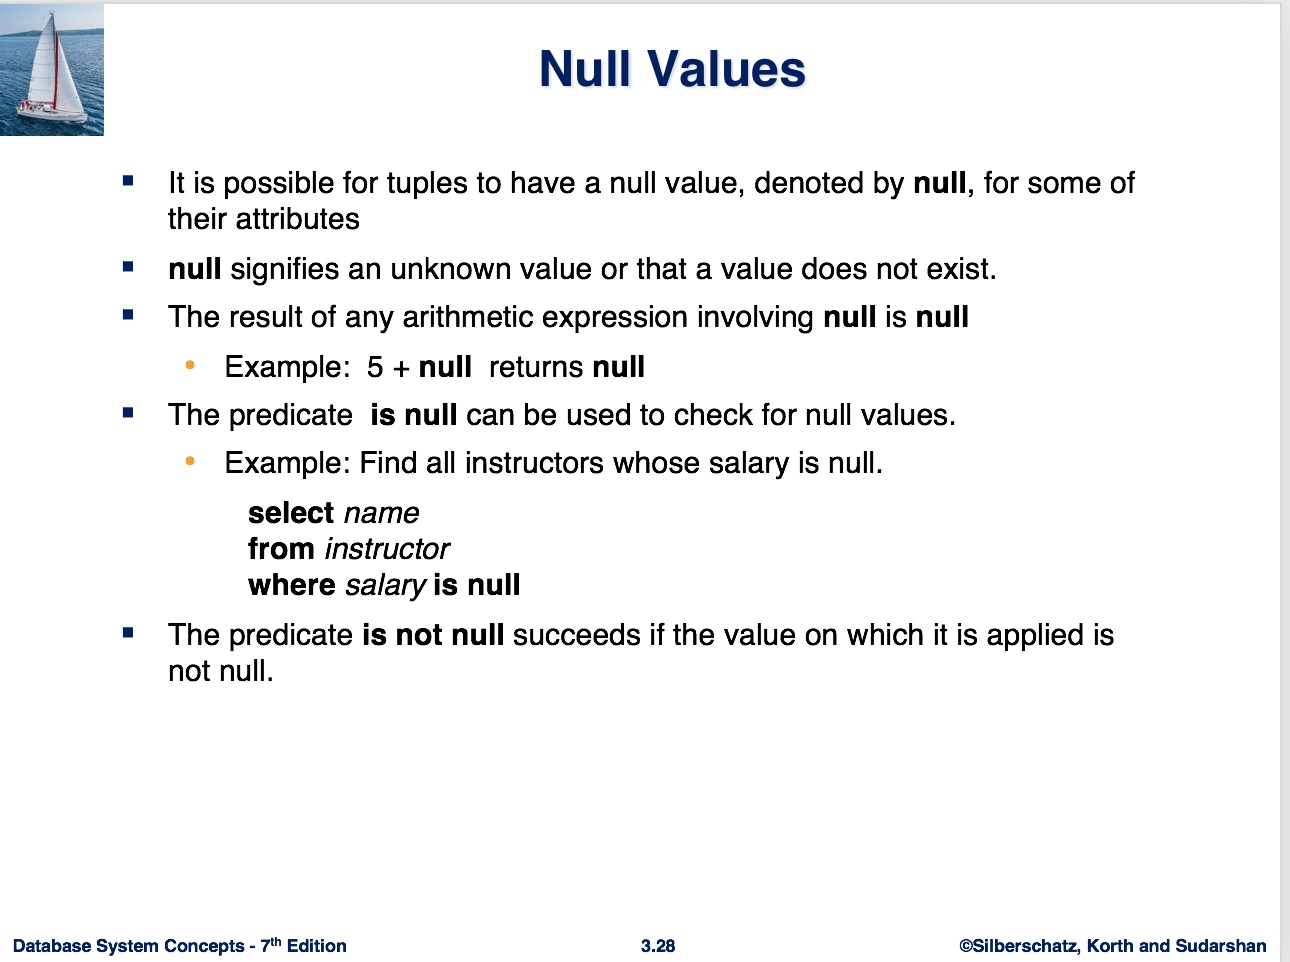 Null Values
▪ It is possible for tuples to have a null value, denoted by null, for some of
their attributes
▪ null signifies an unknown value or that a value does not exist.
▪ The result of any arithmetic expression involving null is null
• Example: 5 + null returns null
▪ The predicate is null can be used to check for null values.
• Example: Find all instructors whose salary is null.
select name
from instructor
where salary is null
▪ The predicate is not null succeeds if the value on which it is applied is
not null.
Database System Concepts - 7th Edition
3.28
©Silberschatz, Korth and Sudarshan